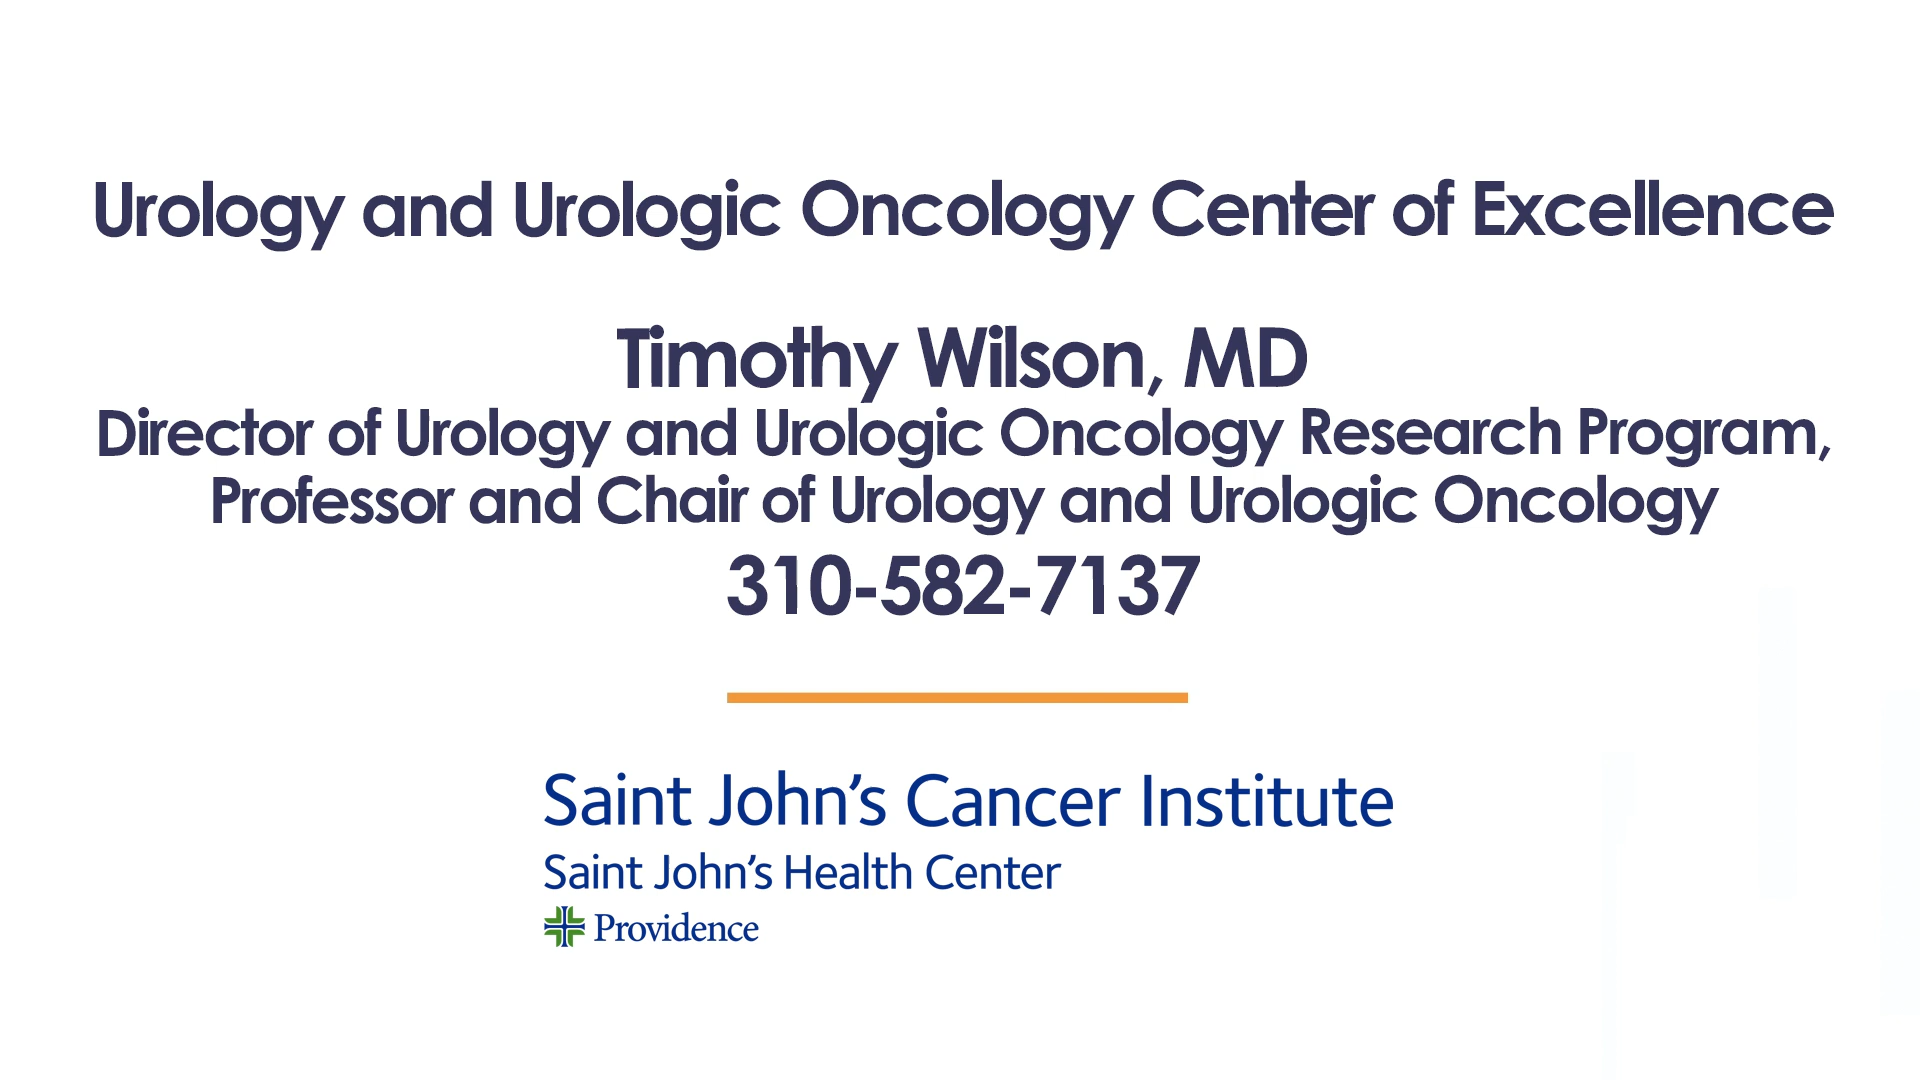 Urology and Urologic Oncology Center of Excellence
Timothy Wilson, MD
Director of Urology and Urologic Oncology Research Program,
Professor and Chair of Urology and Urologic Oncology
310-582-7137
Saint John's Cancer Institute
Saint John's Health Center
Providence